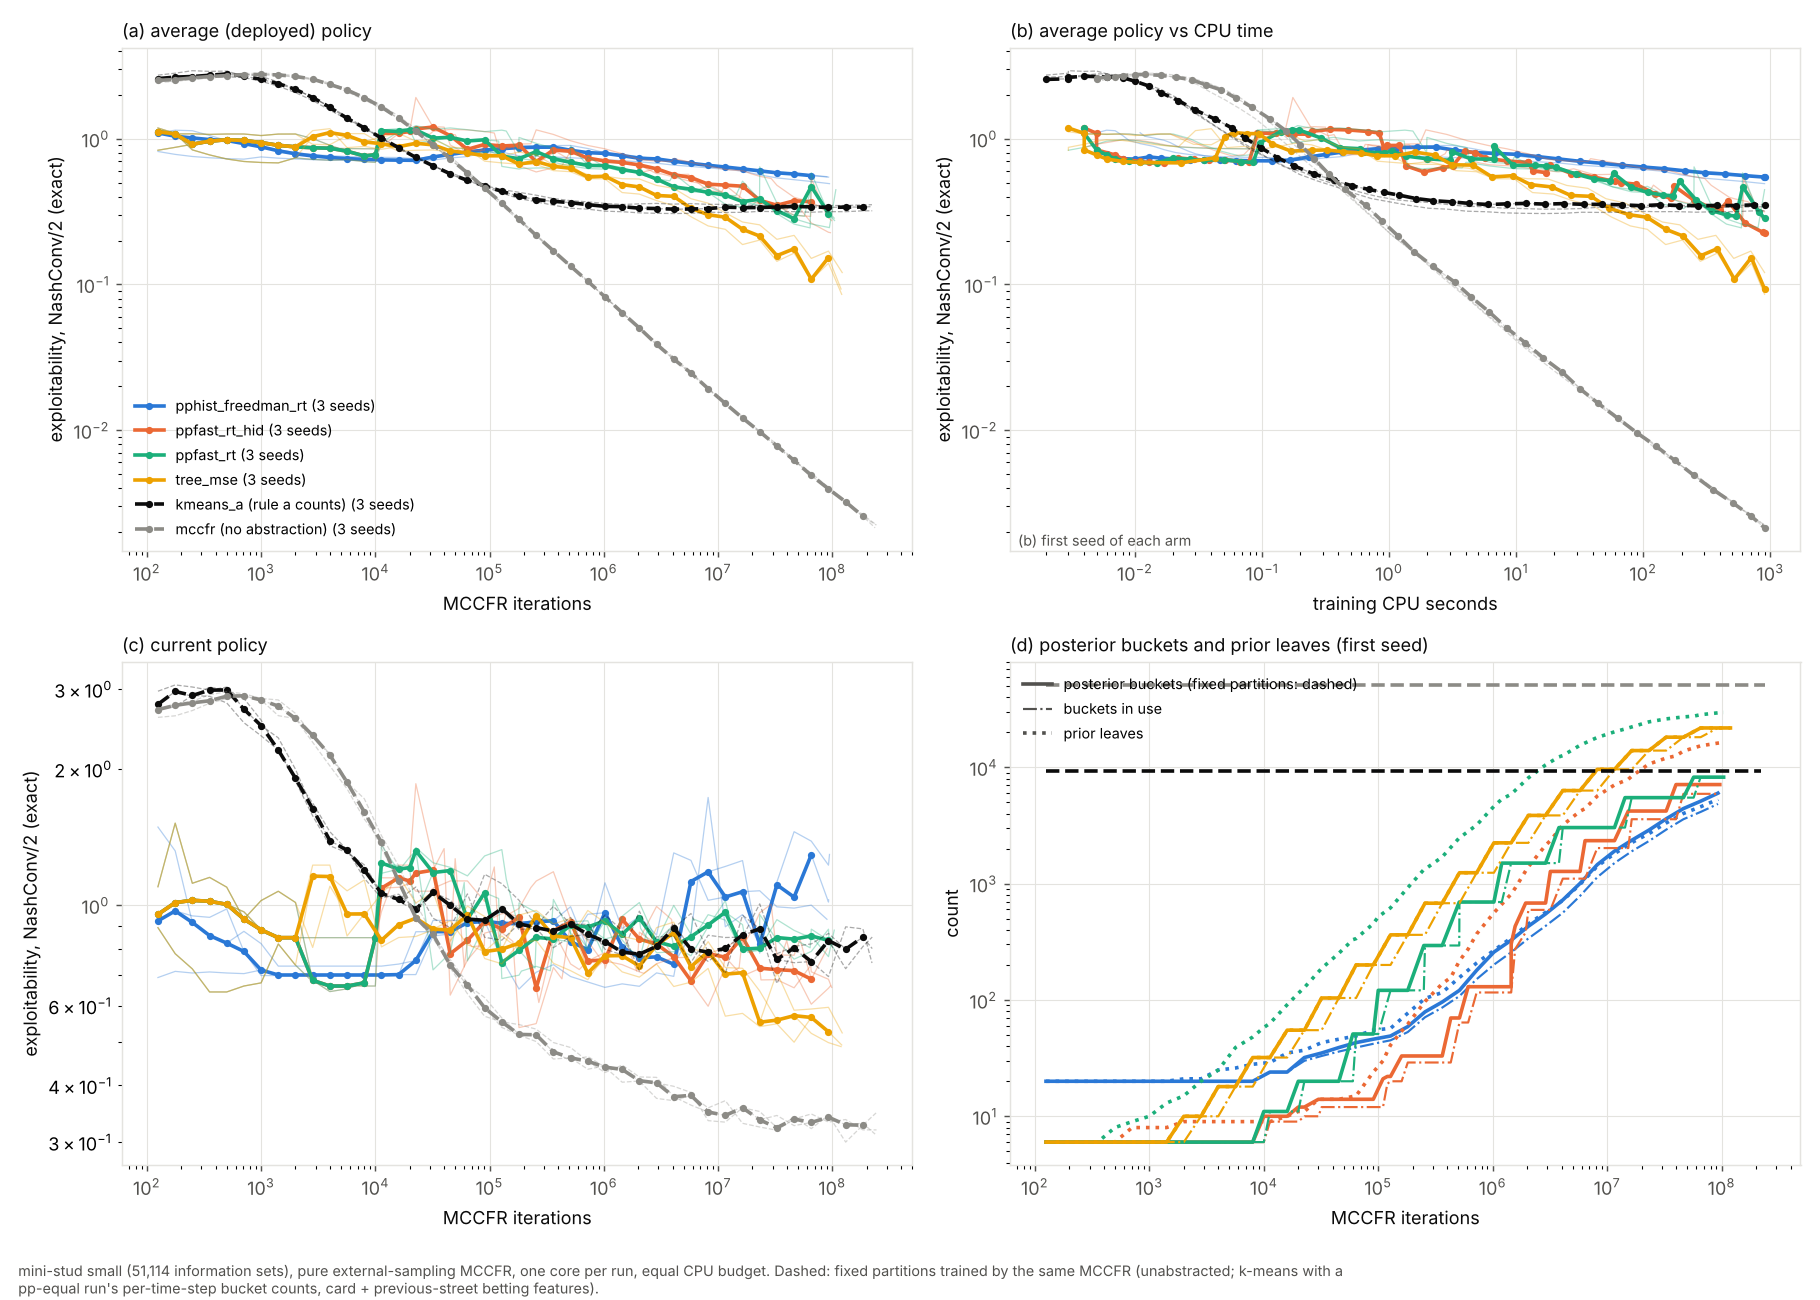 (a) average (deployed) policy
exploitability, NashConv/2 (exact)
10⁰
10⁻¹
10⁻²
pphist_freedman_rt (3 seeds)
ppfast_rt_hid (3 seeds)
ppfast_rt (3 seeds)
tree_mse (3 seeds)
kmeans_a (rule a counts) (3 seeds)
mccfr (no abstraction) (3 seeds)
10² 10³ 10⁴ 10⁵ 10⁶ 10⁷ 10⁸
MCCFR iterations
(b) average policy vs CPU time
exploitability, NashConv/2 (exact)
10⁰
10⁻¹
10⁻²
(b) first seed of each arm
10⁻² 10⁻¹ 10⁰ 10¹ 10² 10³
training CPU seconds
(c) current policy
exploitability, NashConv/2 (exact)
3 × 10⁰
2 × 10⁰
10⁰
6 × 10⁻¹
4 × 10⁻¹
3 × 10⁻¹
10² 10³ 10⁴ 10⁵ 10⁶ 10⁷ 10⁸
MCCFR iterations
(d) posterior buckets and prior leaves (first seed)
posterior buckets (fixed partitions: dashed)
buckets in use
prior leaves
count
10⁴
10³
10²
10¹
10² 10³ 10⁴ 10⁵ 10⁶ 10⁷ 10⁸
MCCFR iterations
mini-stud small (51,114 information sets), pure external-sampling MCCFR, one core per run, equal CPU budget. Dashed: fixed partitions trained by the same MCCFR (unabstracted; k-means with a
pp-equal run's per-time-step bucket counts, card + previous-street betting features).